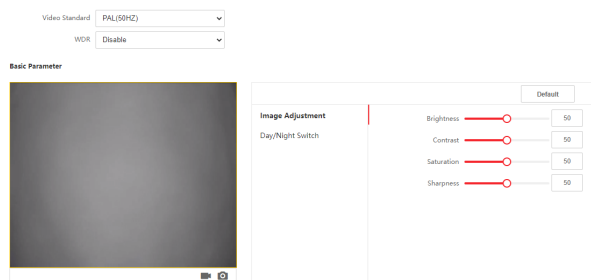 Video Standard PAL(50HZ)
WDR Disable
Basic Parameter
Default
Image Adjustment
Day/Night Switch
Brightness 50
Contrast 50
Saturation 50
Sharpness 50